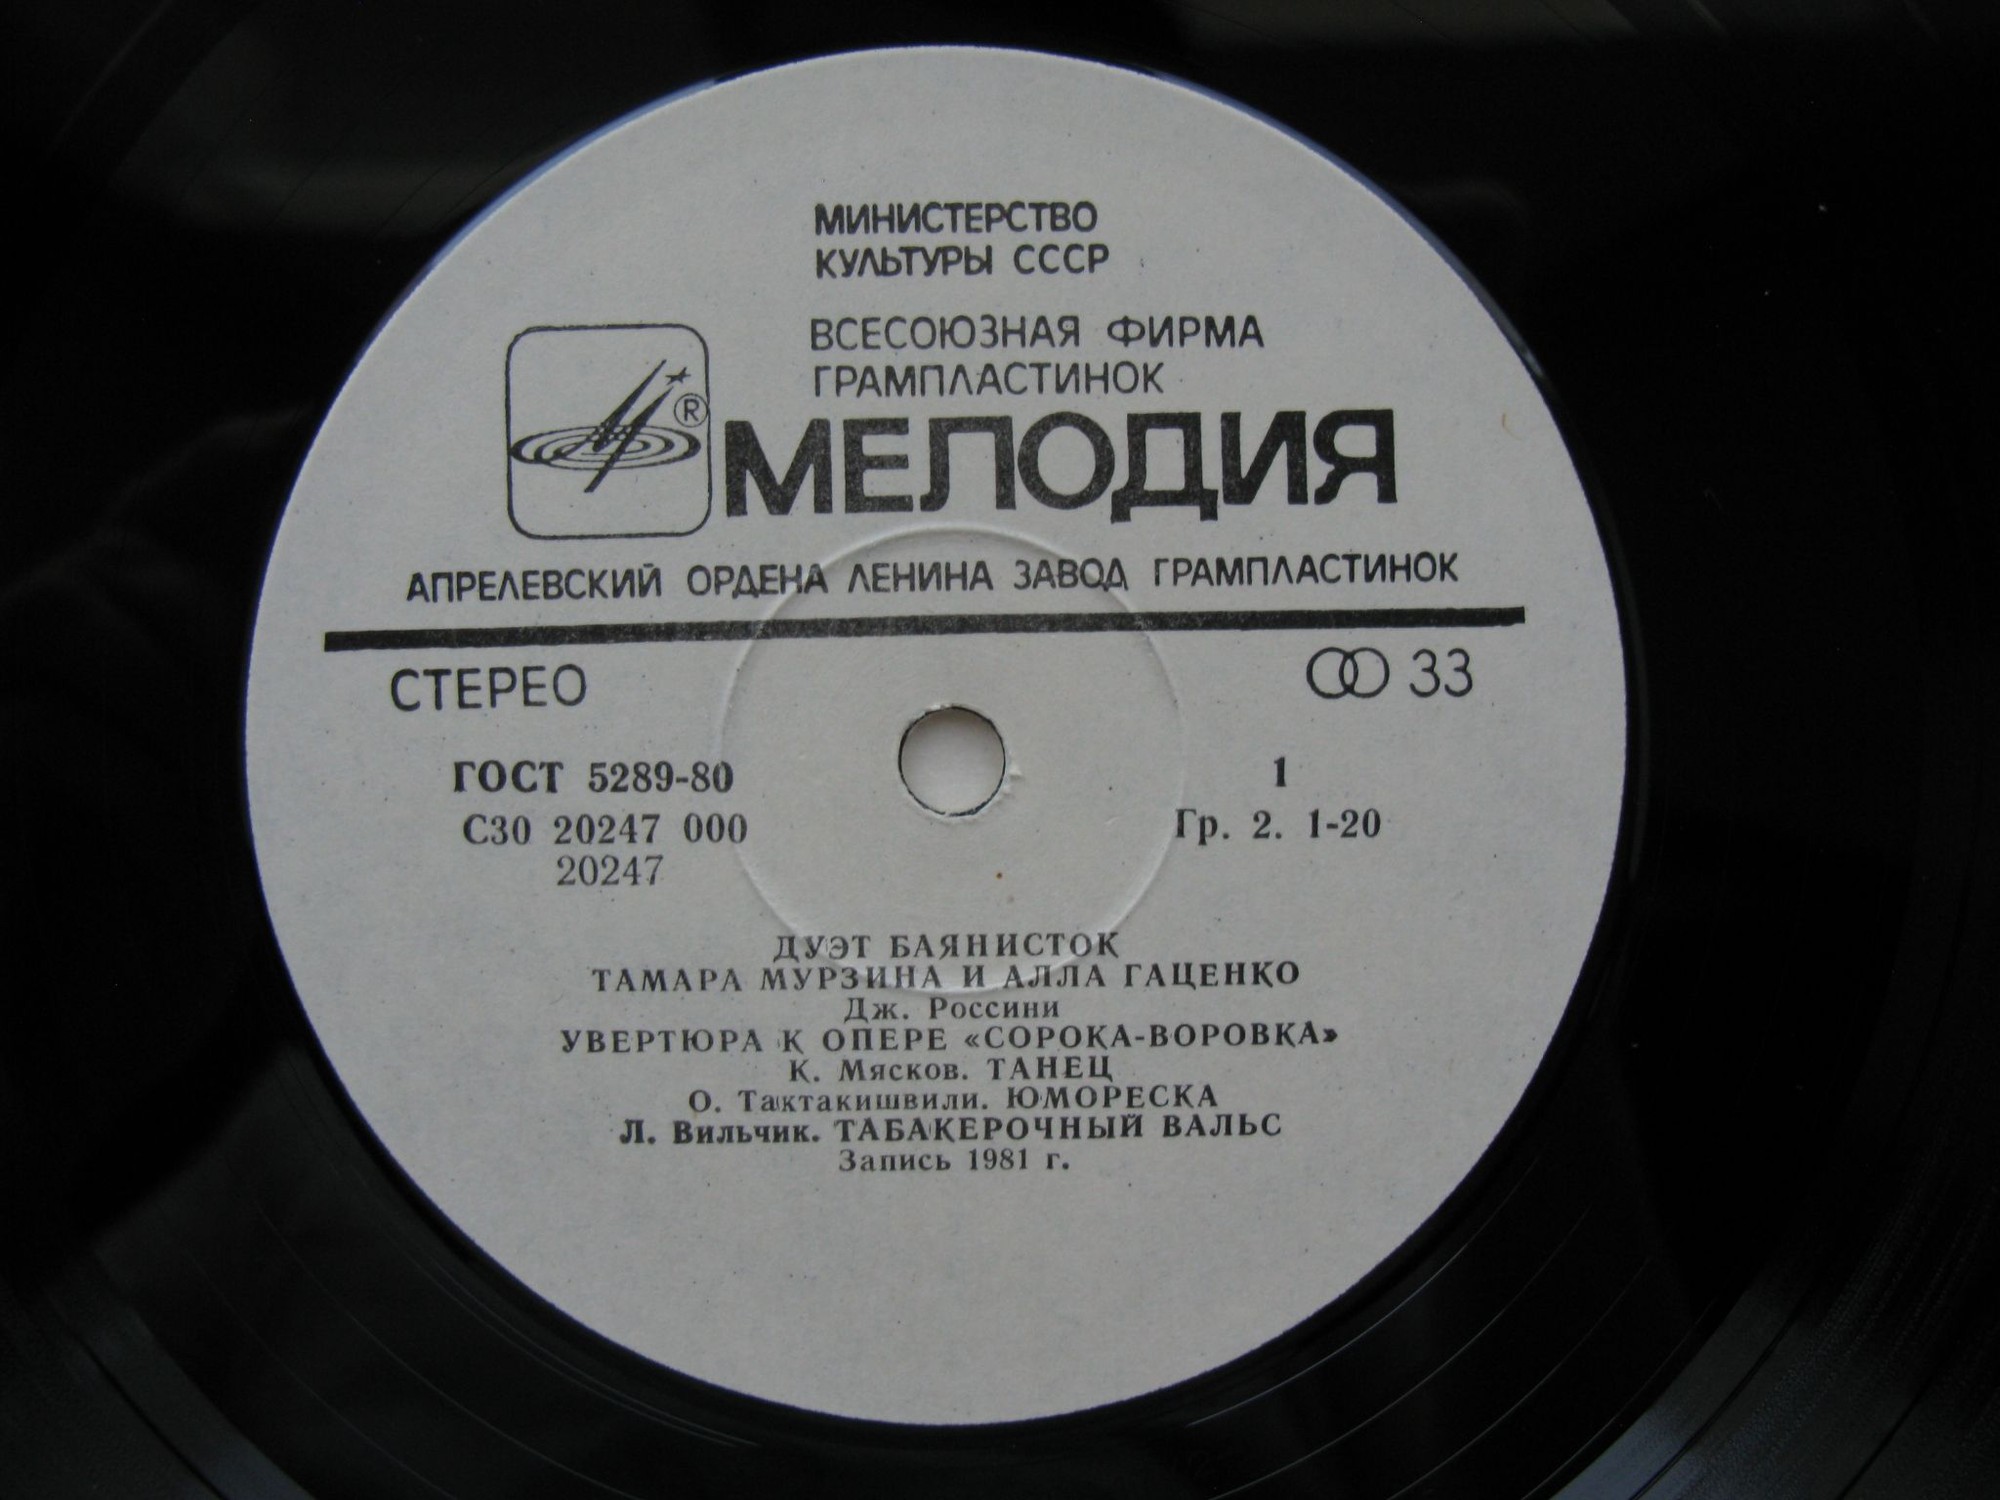 МИНИСТЕРСТВО
КУЛЬТУРЫ СССР
ВСЕСОЮЗНАЯ ФИРМА
ГРАМПЛАСТИНОК
®
МЕЛОДИЯ
АПРЕЛЕВСКИЙ ОРДЕНА ЛЕНИНА ЗАВОД ГРАМПЛАСТИНОК
СТЕРЕО
33
ГОСТ 5289-80
1
С30 20247 000
Гр. 2. 1-20
20247
ДУЭТ БАЯНИСТОК
ТАМАРА МУРЗИНА И АЛЛА ГАЦЕНКО
Дж. Россини
УВЕРТЮРА К ОПЕРЕ «СОРОКА-ВОРОВКА»
К. Мясков. ТАНЕЦ
О. Тактакишвили. ЮМОРЕСКА
Л. Вильчик. ТАБАКЕРОЧНЫЙ ВАЛЬС
Запись 1981 г.